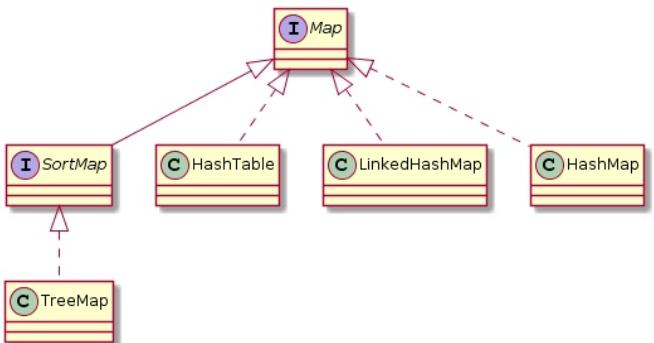 I Map
I SortMap
C HashTable
C LinkedHashMap
C HashMap
C TreeMap